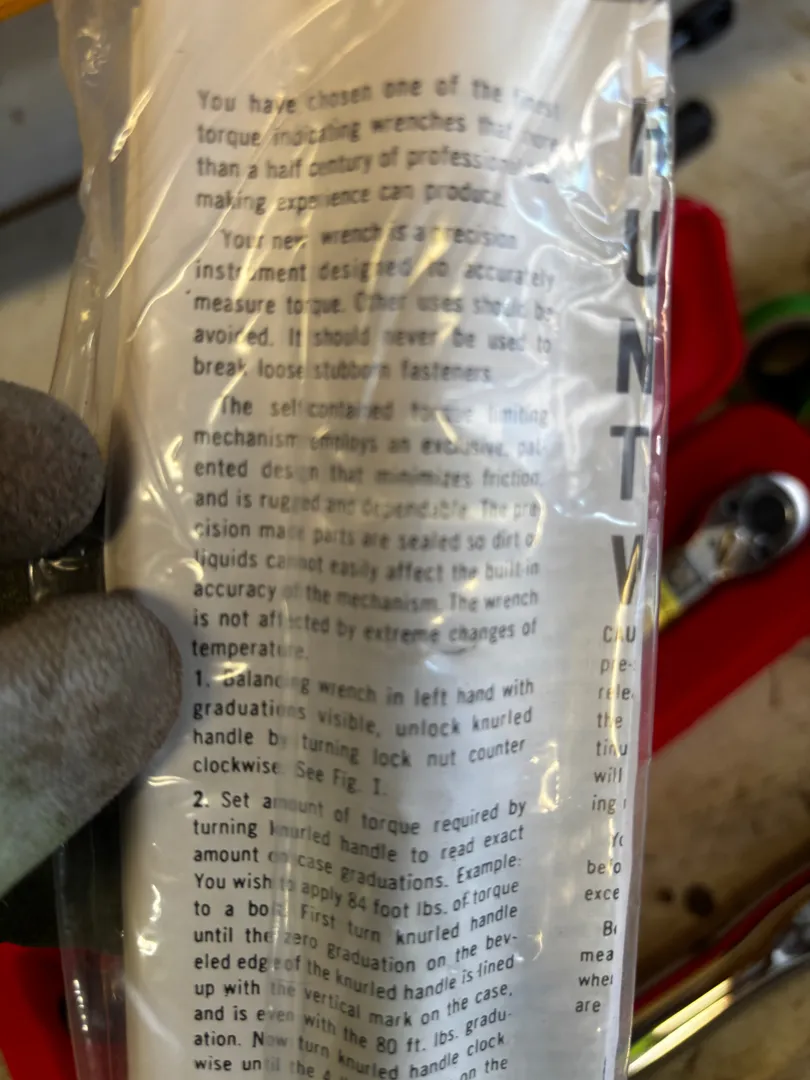 You have chosen one of the finest
torque indicating wrenches that more
than a half century of professional
making experience can produce.
Your new wrench is a precision
instrument designed to accurately
measure torque. Other uses should be
avoided. It should never be used to
break loose stubborn fasteners.
The self contained torque limiting
mechanism employs an exclusive, pat-
ented design that minimizes friction,
and is rugged and dependable. The pre-
cision made parts are sealed so dirt or
liquids cannot easily affect the built-in
accuracy of the mechanism. The wrench
is not affected by extreme changes of
temperature.
1. Balancing wrench in left hand with
graduations visible, unlock knurled
handle by turning lock nut counter
clockwise. See Fig. 1.
2. Set amount of torque required by
turning knurled handle to read exact
amount on case graduations. Example:
You wish to apply 84 foot lbs. of torque
to a bolt. First turn knurled handle
until the zero graduation on the bev-
eled edge of the knurled handle is lined
up with the vertical mark on the case,
and is even with the 80 ft. lbs. gradu-
ation. Now turn knurled handle clock
wise until the 4
on the
U
N
T
CAU
pre-
rele
the
tinu
will
ing
Yo
belo
exce
Be
mea
when
are